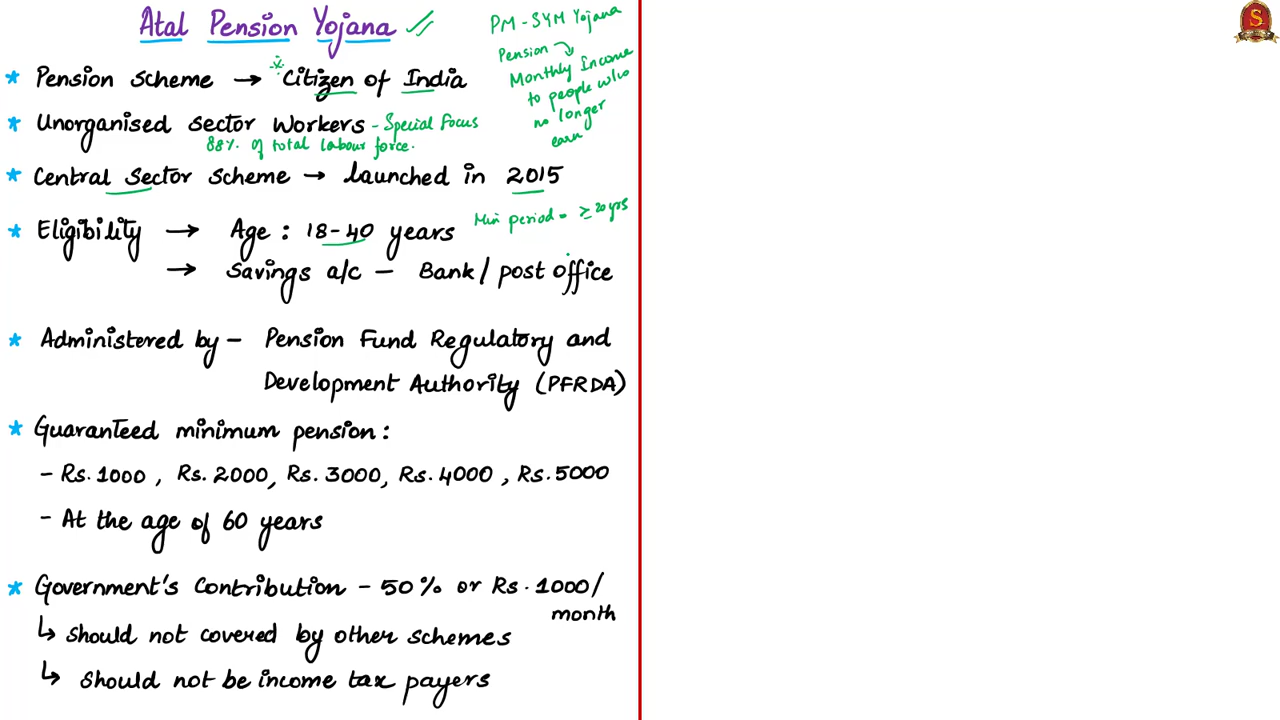 Atal Pension Yojana
PM-SYM Yojana
Pension →
Monthly Income
to people who
no longer
earn
* Pension scheme → * Citizen of India
* Unorganised sector workers - Special Focus
88% of total labour force.
* Central Sector scheme → launched in 2015
Min period = ≥ 20 yrs
* Eligibility → Age : 18-40 years
→ Savings a/c - Bank/post office
* Administered by - Pension Fund Regulatory and
Development Authority (PFRDA)
* Guaranteed minimum pension :
- Rs. 1000, Rs. 2000, Rs. 3000, Rs. 4000, Rs. 5000
- At the age of 60 years
* Government's Contribution - 50% or Rs. 1000/
month
↳ should not covered by other schemes
↳ should not be income tax payers
S